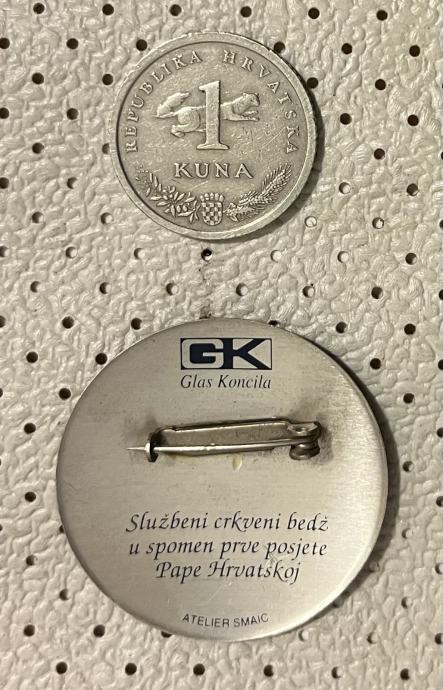 REPUBLIKA HRVATSKA
1
KUNA
GK
Glas Koncila
Službeni crkveni bedž
u spomen prve posjete
Pape Hrvatskoj
ATELIER SMAIC